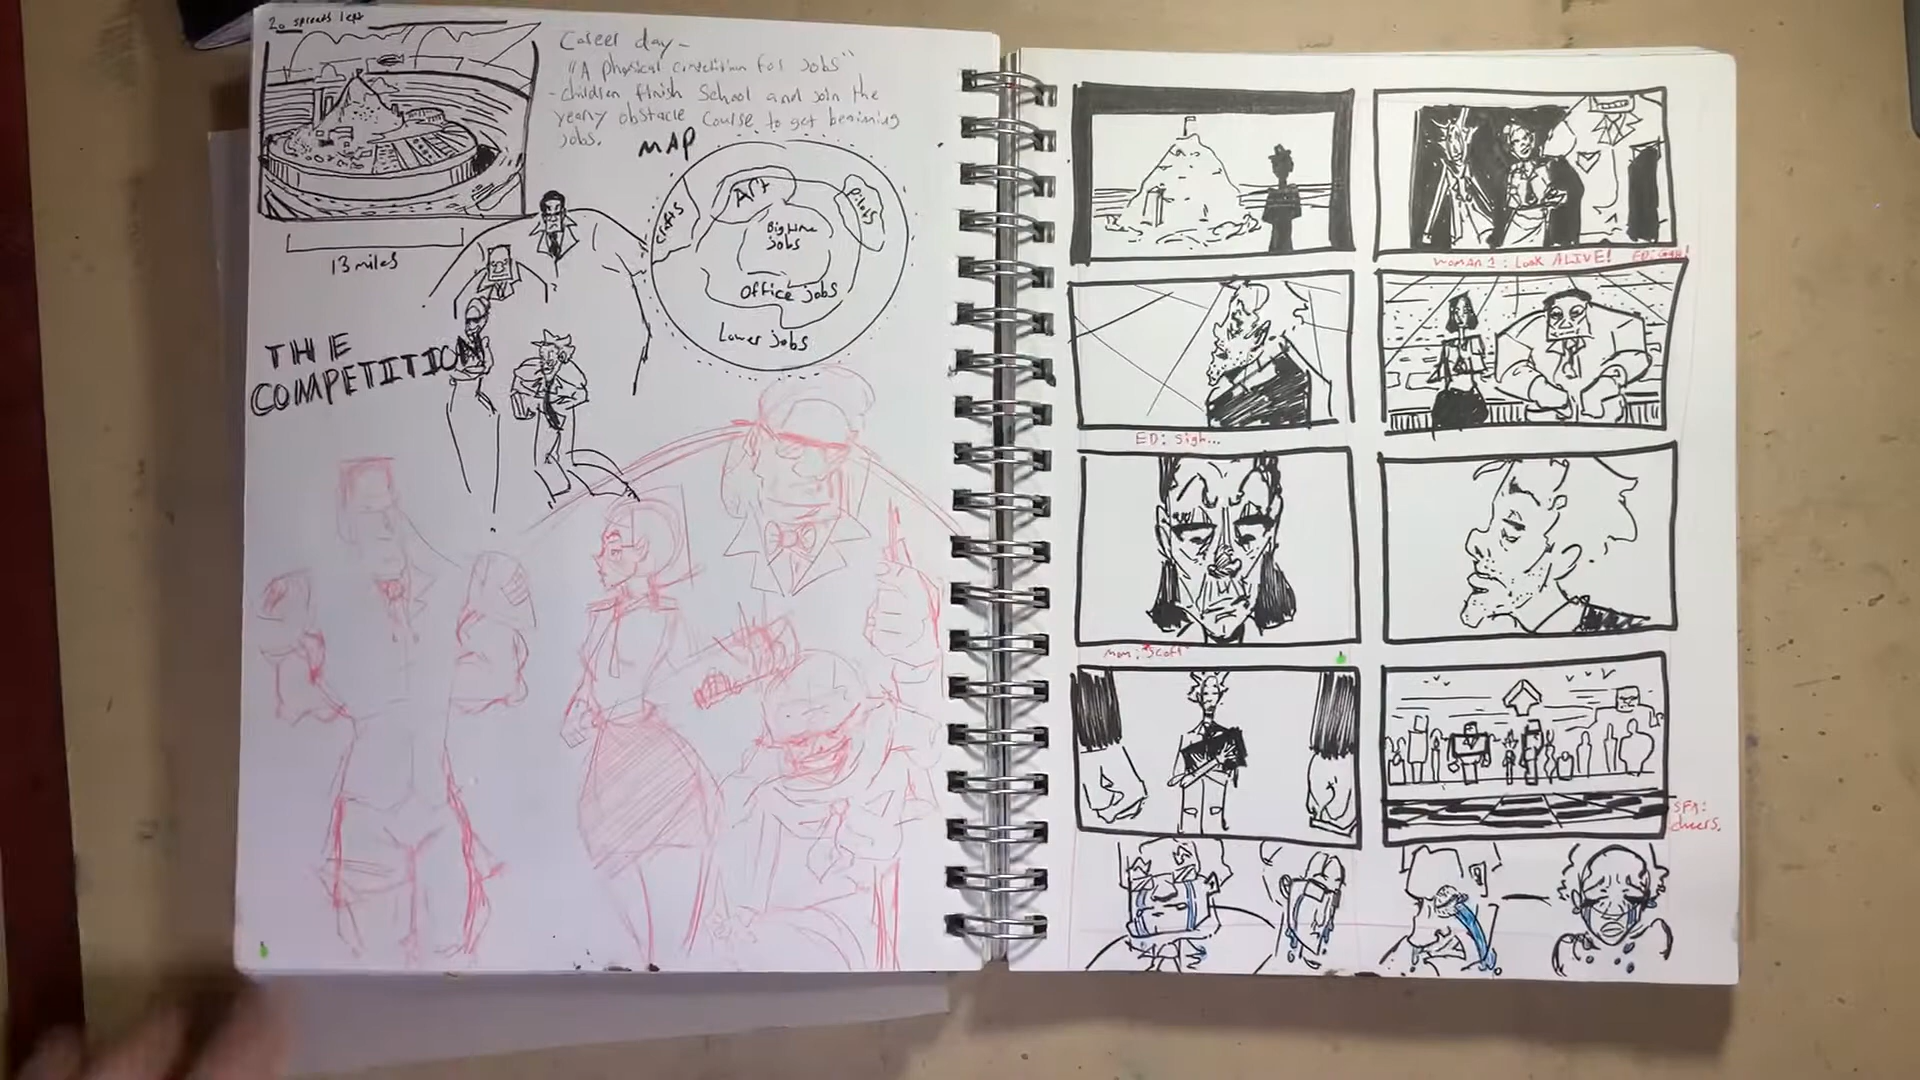 20 spreads left
Career day -
"A physical competition for jobs"
- children finish School and join the
yearly obstacle course to get beginning
jobs.
MAP
Art
Pilots
Crafts
Big time
jobs
Office jobs
Lower jobs
13 miles
THE
COMPETITION
WOMAN 1: Look ALIVE!
ED: Sigh...
Mom: *Scoff*
SFX:
cheers.